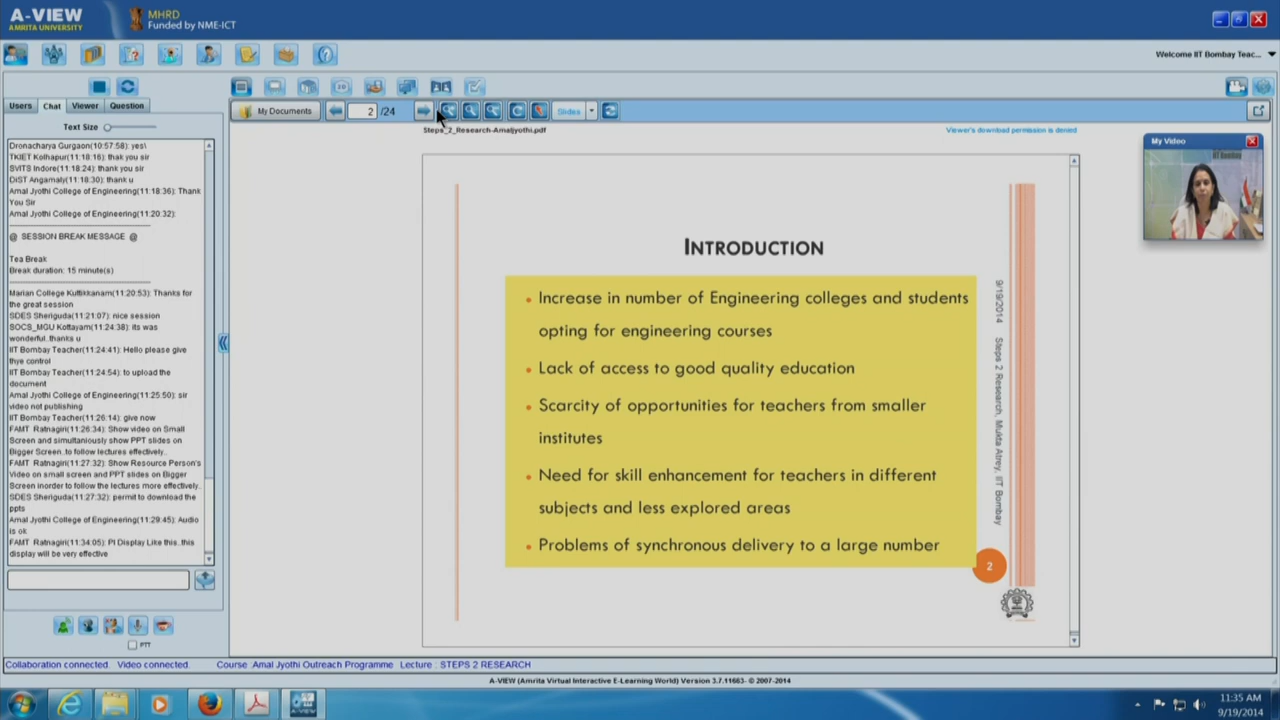 A-VIEW
AMRITA UNIVERSITY
MHRD
Funded by NME-ICT
Welcome IIT Bombay Teac...
Users Chat Viewer Question
Text Size
My Documents
2 /24
Slides
Steps_2_Research-Amaljyothi.pdf
Viewer's download permission is denied
Dronacharya Gurgaon(10:57:58): yes\
TKIET Kolhapur(11:18:16): thak you sir
SVITS Indore(11:18:24): thank you sir
DiST Angamaly(11:18:30): thank u
Amal Jyothi College of Engineering(11:18:36): Thank
You Sir
Amal Jyothi College of Engineering(11:20:32):
@ SESSION BREAK MESSAGE @
Tea Break
Break duration: 15 minute(s)
Marian College Kuttikkanam(11:20:53): Thanks for
the great session
SDES Sheriguda(11:21:07): nice session
SOCS_MGU Kottayam(11:24:38): its was
wonderful. thanks u
IIT Bombay Teacher(11:24:41): Hello please give
thye control
IIT Bombay Teacher(11:24:54): to upload the
document
Amal Jyothi College of Engineering(11:25:50): sir
video not publishing
IIT Bombay Teacher(11:26:14): give now
FAMT Ratnagiri(11:26:34): Show video on Small
Screen and simultaniously show PPT slides on
Bigger Screen..to follow lectures effectively.
FAMT Ratnagiri(11:27:32): Show Resource Person's
Video on small screen and PPT slides on Bigger
Screen inorder to follow the lectures more effectively.
SDES Sheriguda(11:27:32): permit to download the
ppts
Amal Jyothi College of Engineering(11:29:45): Audio
is ok
FAMT Ratnagiri(11:34:05): Pl Display Like this..this
display will be very effective
PTT
INTRODUCTION
• Increase in number of Engineering colleges and students
opting for engineering courses
• Lack of access to good quality education
• Scarcity of opportunities for teachers from smaller
institutes
• Need for skill enhancement for teachers in different
subjects and less explored areas
• Problems of synchronous delivery to a large number
9/19/2014 Steps 2 Research, Mukta Atrey, IIT Bombay
2
My Video
IIT Bombay
Collaboration connected. Video connected. Course : Amal Jyothi Outreach Programme Lecture : STEPS 2 RESEARCH
A-VIEW (Amrita Virtual Interactive E-Learning World) Version 3.7.11663- © 2007-2014
A-VIEW
11:35 AM
9/19/2014